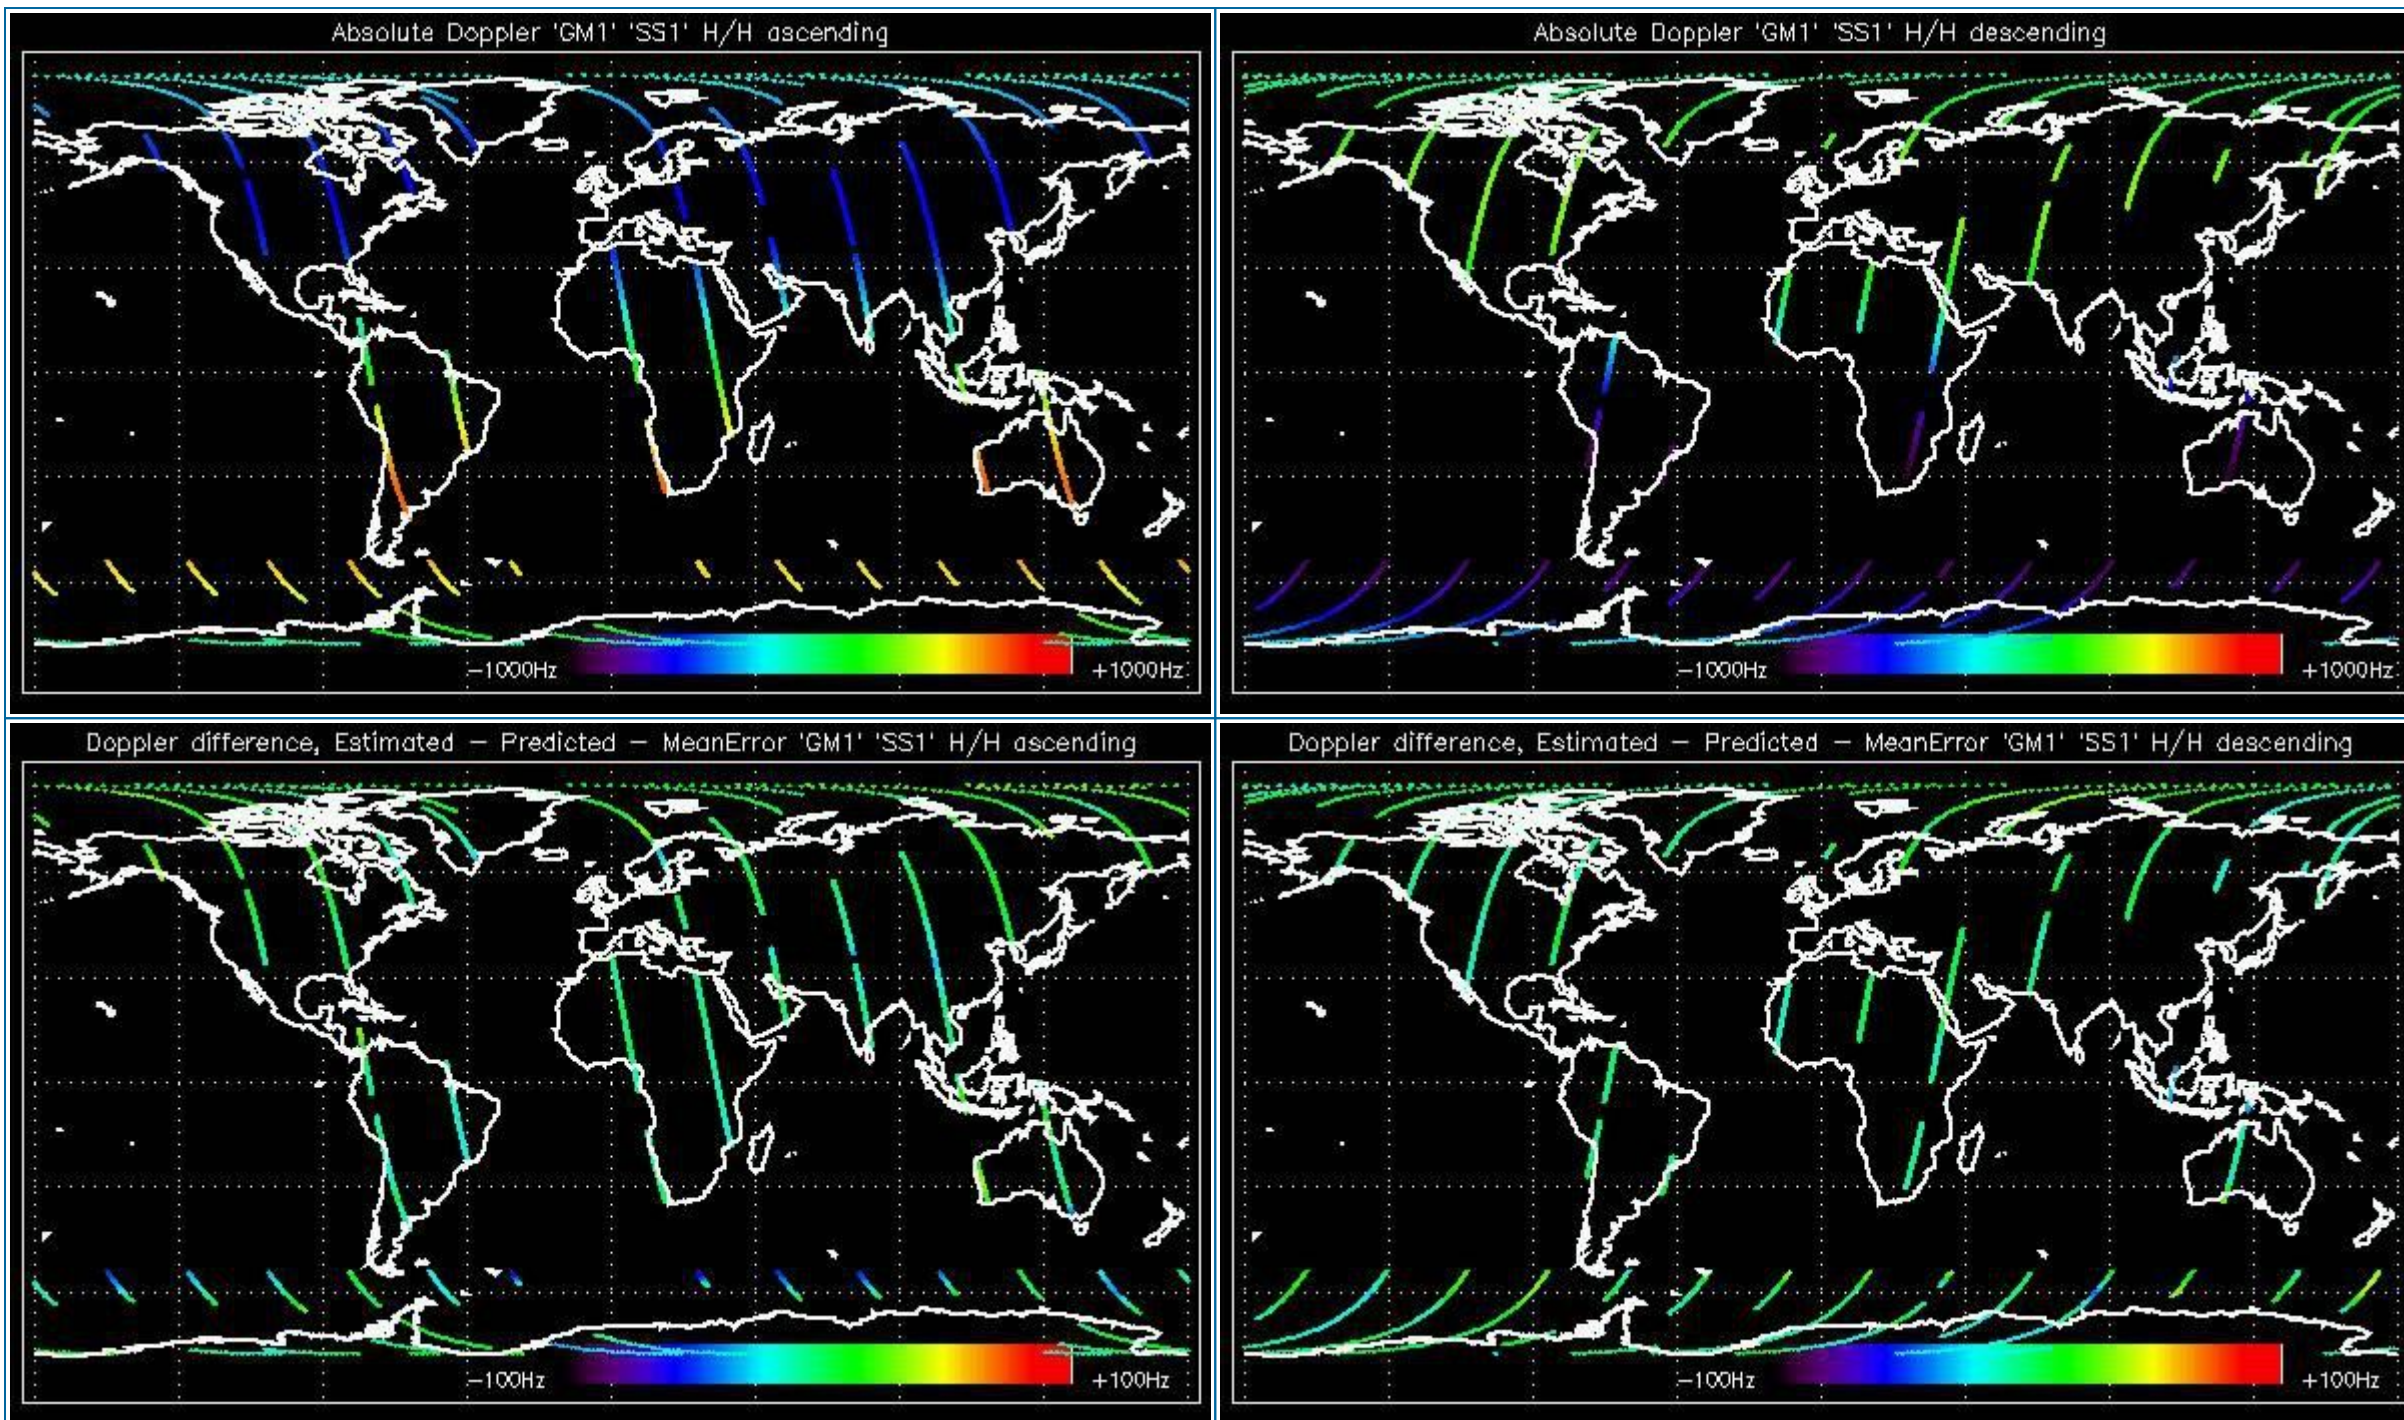 Absolute Doppler 'GM1' 'SS1' H/H ascending
-1000Hz
+1000Hz
Absolute Doppler 'GM1' 'SS1' H/H descending
-1000Hz
+1000Hz
Doppler difference, Estimated - Predicted - MeanError 'GM1' 'SS1' H/H ascending
-100Hz
+100Hz
Doppler difference, Estimated - Predicted - MeanError 'GM1' 'SS1' H/H descending
-100Hz
+100Hz